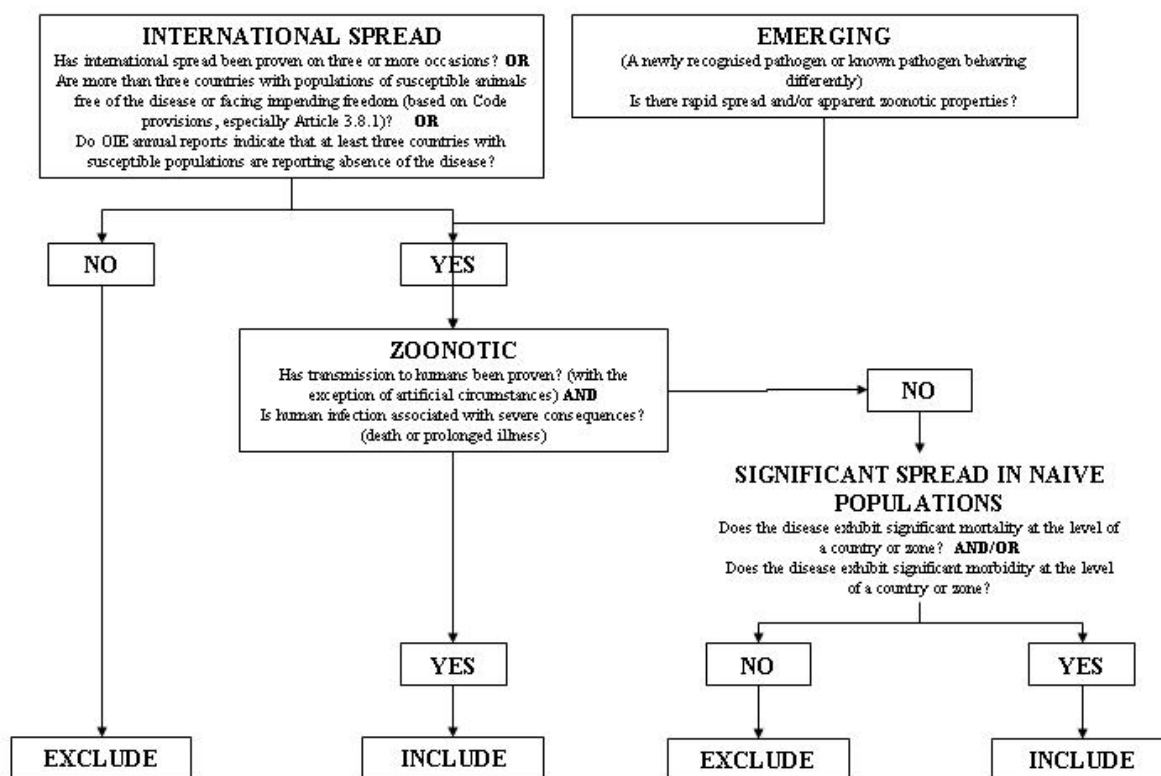 INTERNATIONAL SPREAD
Has international spread been proven on three or more occasions? OR
Are more than three countries with populations of susceptible animals
free of the disease or facing impending freedom (based on Code
provisions, especially Article 3.8.1)? OR
Do OIE annual reports indicate that at least three countries with
susceptible populations are reporting absence of the disease?
EMERGING
(A newly recognised pathogen or known pathogen behaving
differently)
Is there rapid spread and/or apparent zoonotic properties?
NO
YES
ZOONOTIC
Has transmission to humans been proven? (with the
exception of artificial circumstances) AND
Is human infection associated with severe consequences?
(death or prolonged illness)
NO
SIGNIFICANT SPREAD IN NAIVE
POPULATIONS
Does the disease exhibit significant mortality at the level of
a country or zone? AND/OR
Does the disease exhibit significant morbidity at the level
of a country or zone?
YES
NO
YES
EXCLUDE
INCLUDE
EXCLUDE
INCLUDE